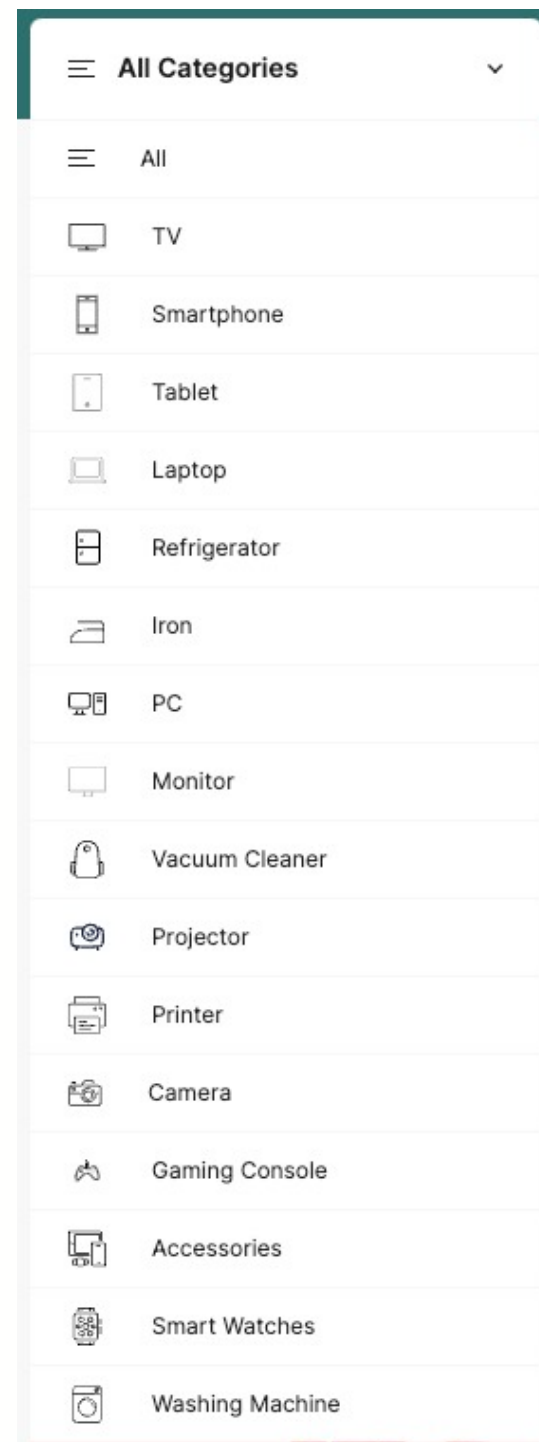 All Categories
All
TV
Smartphone
Tablet
Laptop
Refrigerator
Iron
PC
Monitor
Vacuum Cleaner
Projector
Printer
Camera
Gaming Console
Accessories
Smart Watches
Washing Machine